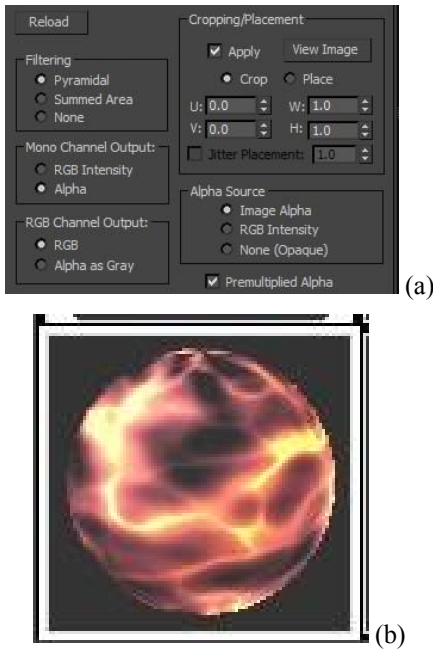 Reload
Filtering
Pyramidal
Summed Area
None
Mono Channel Output:
RGB Intensity
Alpha
RGB Channel Output:
RGB
Alpha as Gray
Cropping/Placement
Apply View Image
Crop Place
U: 0.0 W: 1.0
V: 0.0 H: 1.0
Jitter Placement: 1.0
Alpha Source
Image Alpha
RGB Intensity
None (Opaque)
Premultiplied Alpha
(a)
(b)